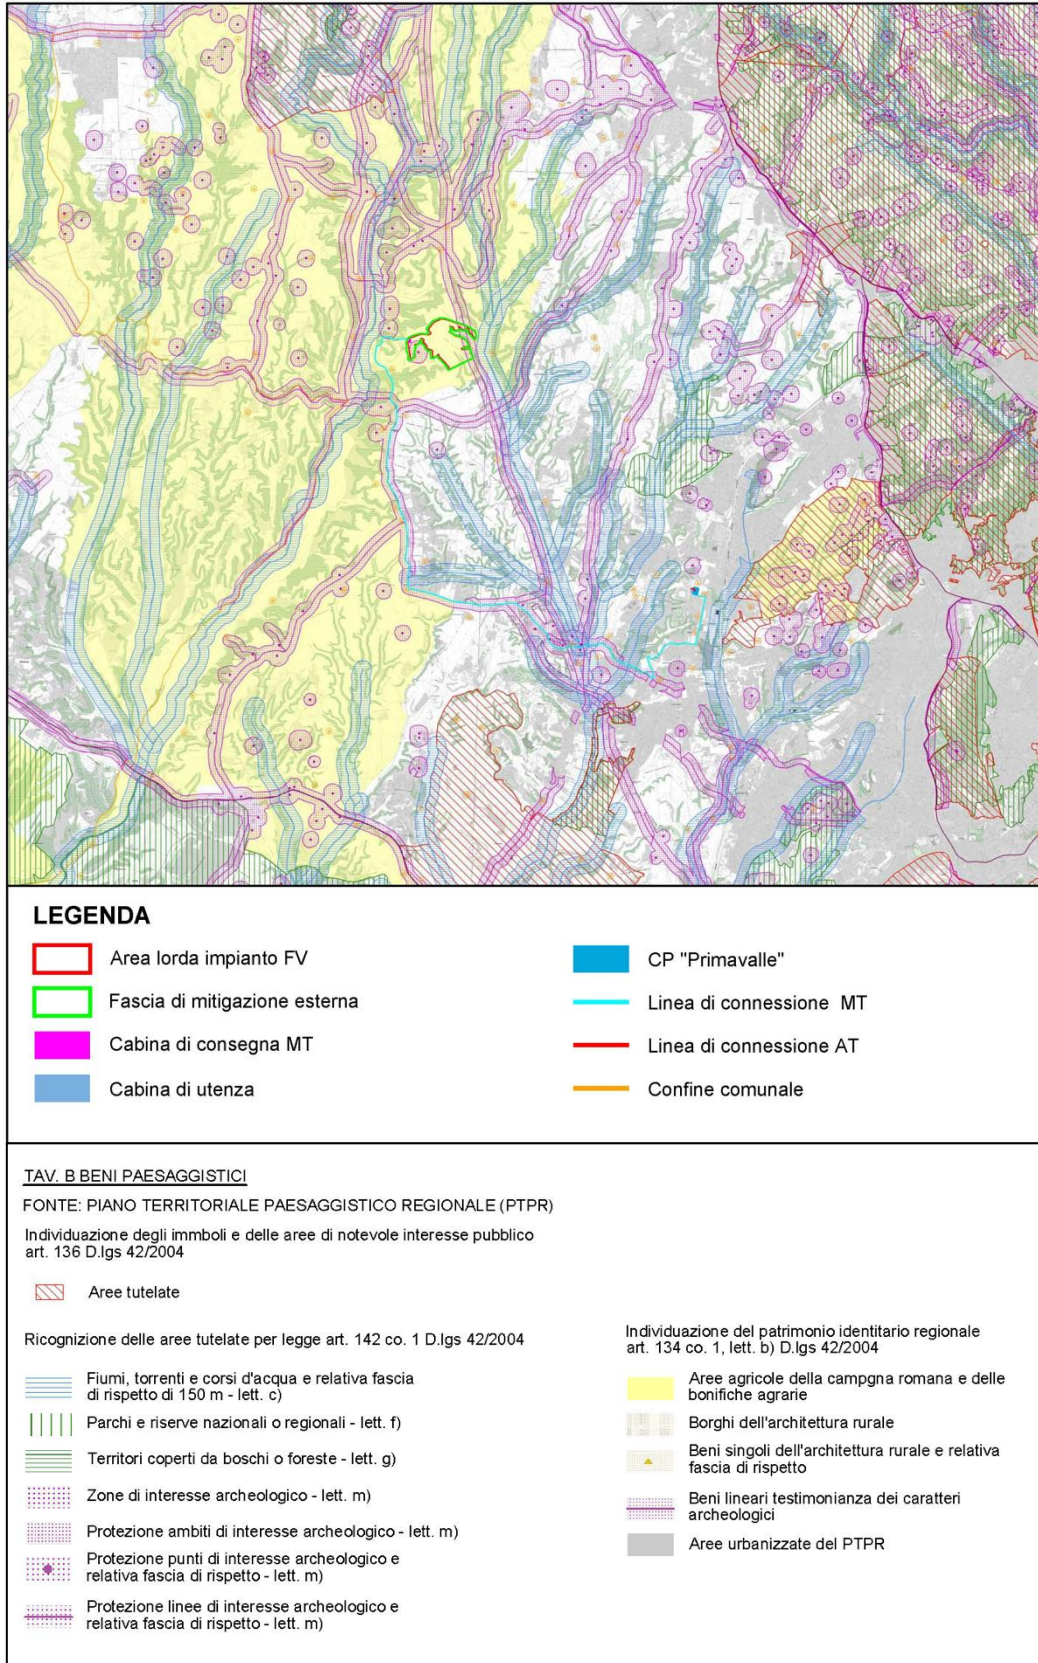 LEGENDA
Area lorda impianto FV
Fascia di mitigazione esterna
Cabina di consegna MT
Cabina di utenza
CP "Primavalle"
Linea di connessione MT
Linea di connessione AT
Confine comunale
TAV. B BENI PAESAGGISTICI
FONTE: PIANO TERRITORIALE PAESAGGISTICO REGIONALE (PTPR)
Individuazione degli immboli e delle aree di notevole interesse pubblico
art. 136 D.lgs 42/2004
Aree tutelate
Ricognizione delle aree tutelate per legge art. 142 co. 1 D.lgs 42/2004
Fiumi, torrenti e corsi d'acqua e relativa fascia
di rispetto di 150 m - lett. c)
Parchi e riserve nazionali o regionali - lett. f)
Territori coperti da boschi o foreste - lett. g)
Zone di interesse archeologico - lett. m)
Protezione ambiti di interesse archeologico - lett. m)
Protezione punti di interesse archeologico e
relativa fascia di rispetto - lett. m)
Protezione linee di interesse archeologico e
relativa fascia di rispetto - lett. m)
Individuazione del patrimonio identitario regionale
art. 134 co. 1, lett. b) D.lgs 42/2004
Aree agricole della campgna romana e delle
bonifiche agrarie
Borghi dell'architettura rurale
Beni singoli dell'architettura rurale e relativa
fascia di rispetto
Beni lineari testimonianza dei caratteri
archeologici
Aree urbanizzate del PTPR